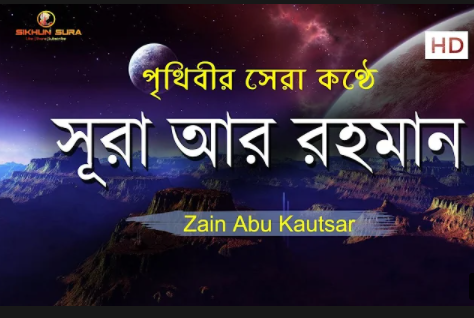 SIKHUN SURA
HD
পৃথিবীর সেরা কণ্ঠে
সূরা আর রহমান
Zain Abu Kautsar